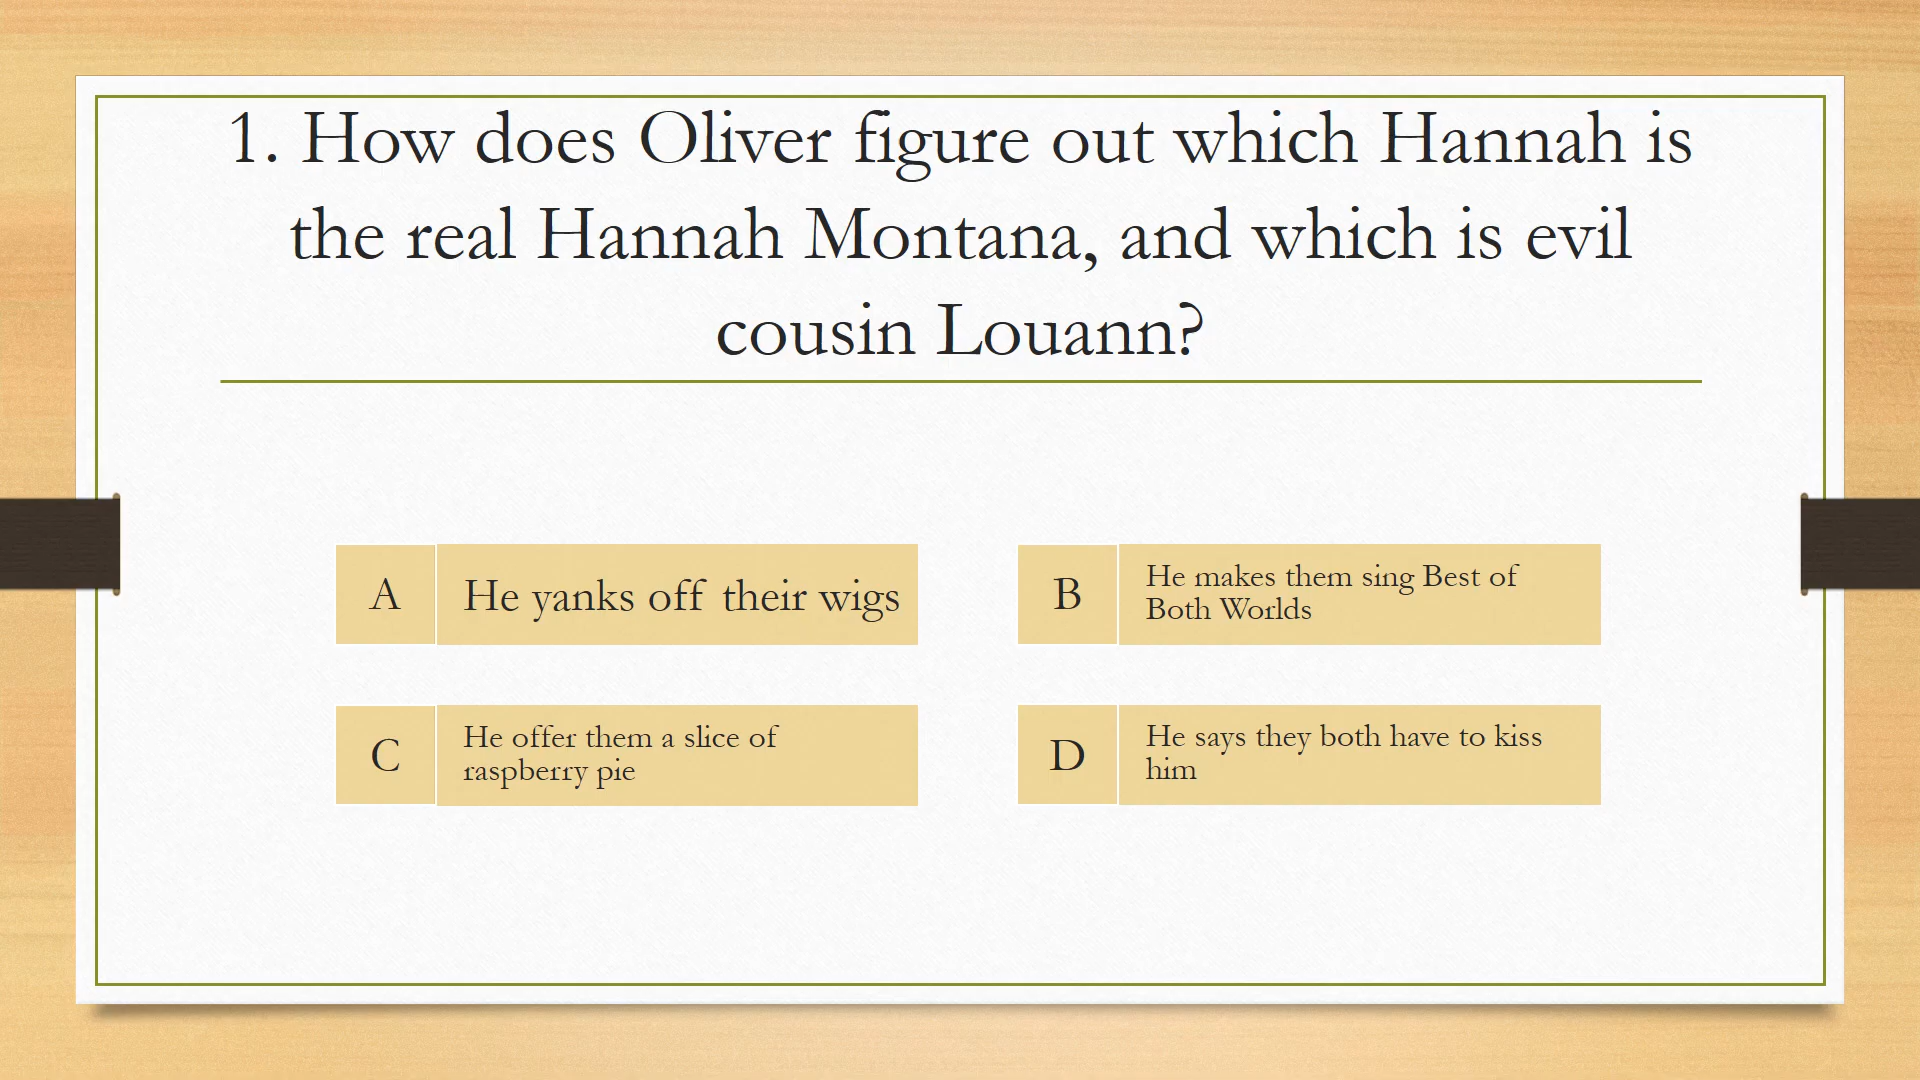 1. How does Oliver figure out which Hannah is
the real Hannah Montana, and which is evil
cousin Louann?
A
He yanks off their wigs
B
He makes them sing Best of
Both Worlds
C
He offer them a slice of
raspberry pie
D
He says they both have to kiss
him